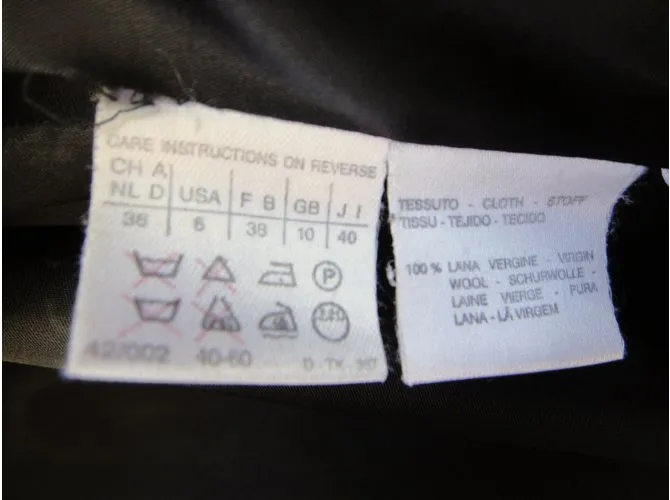 CARE INSTRUCTIONS ON REVERSE
CH A
NL D USA F B GB J I
36 6 38 10 40
P
42/002 40-60
TESSUTO - CLOTH - STOFF
TISSU - TEJIDO - TECIDO
100% LANA VERGINE - VIRGIN
WOOL - SCHURWOLLE -
LAINE VIERGE - PURA
LANA - LÃ VIRGEM